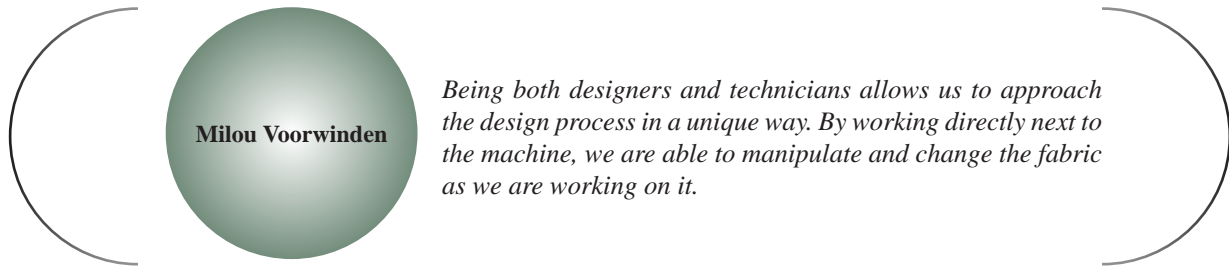 Milou Voorwinden
Being both designers and technicians allows us to approach
the design process in a unique way. By working directly next to
the machine, we are able to manipulate and change the fabric
as we are working on it.